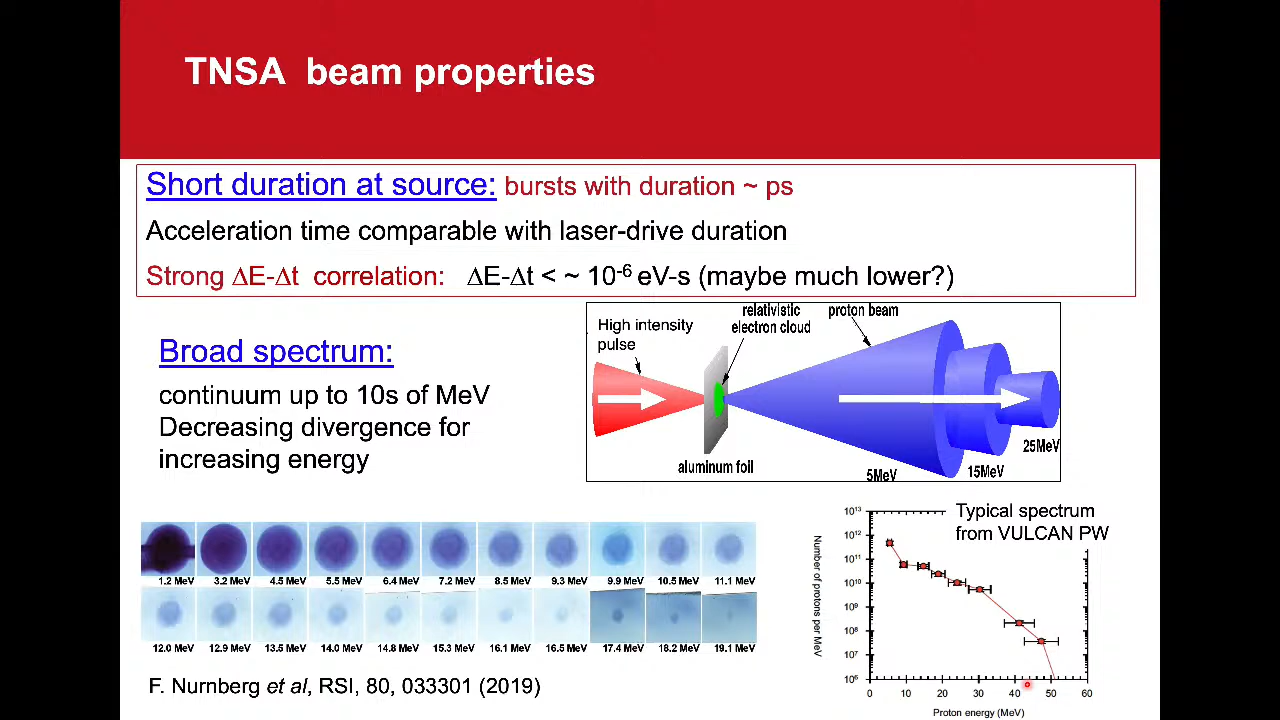 TNSA beam properties
Short duration at source: bursts with duration ~ ps
Acceleration time comparable with laser-drive duration
Strong ΔE-Δt correlation: ΔE-Δt < ~ 10⁻⁶ eV-s (maybe much lower?)
Broad spectrum:
continuum up to 10s of MeV
Decreasing divergence for
increasing energy
High intensity
pulse
relativistic
electron cloud
proton beam
aluminum foil
5MeV
15MeV
25MeV
1.2 MeV 3.2 MeV 4.5 MeV 5.5 MeV 6.4 MeV 7.2 MeV 8.5 MeV 9.3 MeV 9.9 MeV 10.5 MeV 11.1 MeV
12.0 MeV 12.9 MeV 13.5 MeV 14.0 MeV 14.8 MeV 15.3 MeV 16.1 MeV 16.5 MeV 17.4 MeV 18.2 MeV 19.1 MeV
F. Nurnberg et al, RSI, 80, 033301 (2019)
Typical spectrum
from VULCAN PW
Number of protons per MeV
10¹³
10¹²
10¹¹
10¹⁰
10⁹
10⁸
10⁷
10⁶
0 10 20 30 40 50 60
Proton energy (MeV)